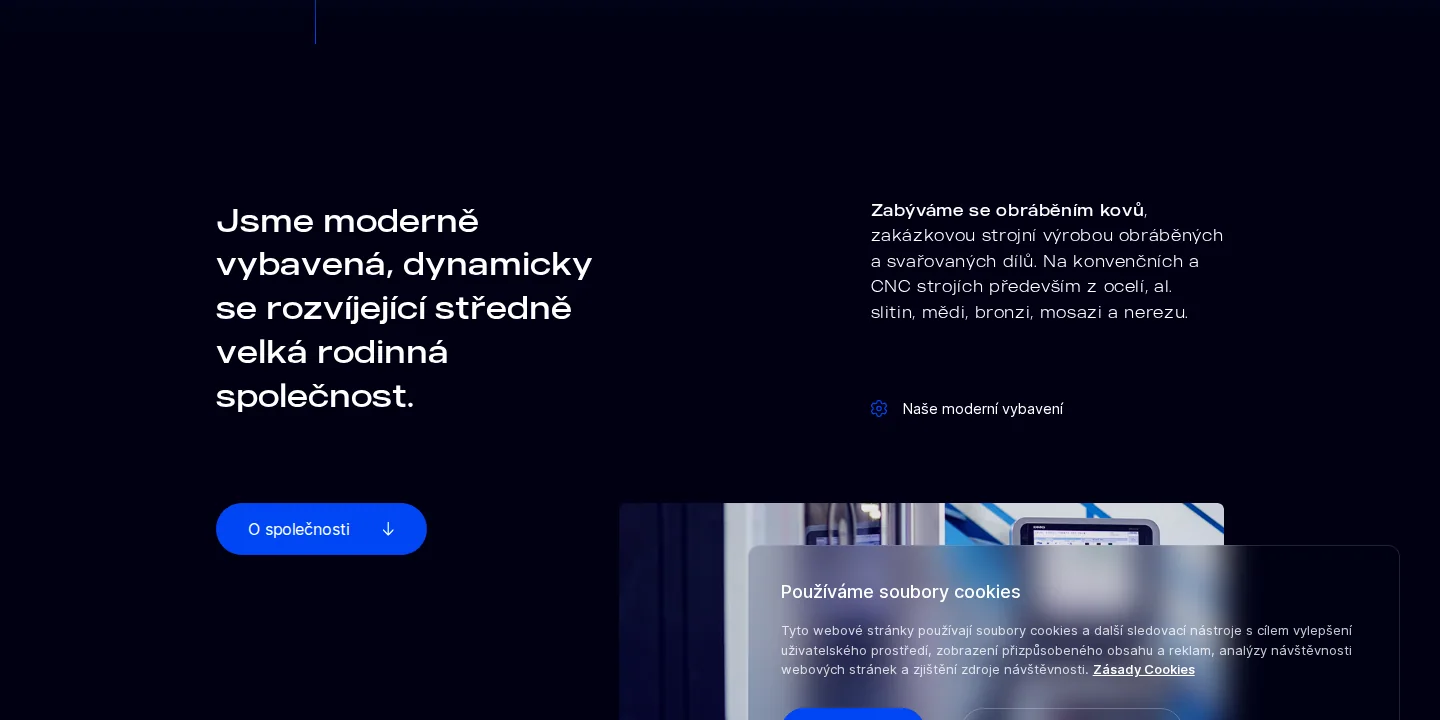 Jsme moderně
vybavená, dynamicky
se rozvíjející středně
velká rodinná
společnost.
Zabýváme se obráběním kovů,
zakázkovou strojní výrobou obráběných
a svařovaných dílů. Na konvenčních a
CNC strojích především z ocelí, al.
slitin, mědi, bronzi, mosazi a nerezu.
Naše moderní vybavení
O společnosti
Používáme soubory cookies
Tyto webové stránky používají soubory cookies a další sledovací nástroje s cílem vylepšení
uživatelského prostředí, zobrazení přizpůsobeného obsahu a reklam, analýzy návštěvnosti
webových stránek a zjištění zdroje návštěvnosti. Zásady Cookies